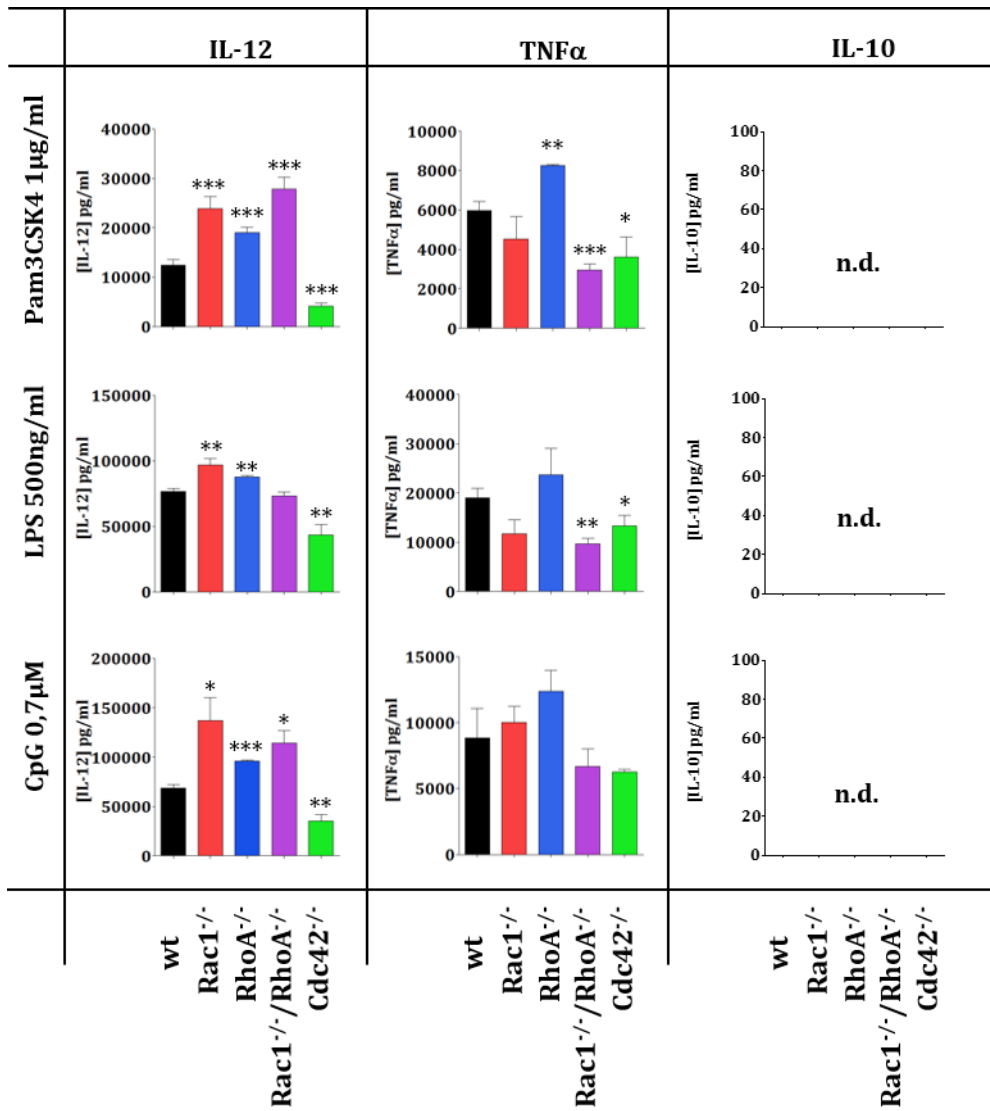 IL-12 TNFα IL-10
Pam3CSK4 1µg/ml
[IL-12] pg/ml
40000
30000
20000
10000
0
***
***
***
***
[TNFα] pg/ml
10000
8000
6000
4000
2000
0
**
***
*
[IL-10] pg/ml
100
80
60
40
20
0
n.d.
LPS 500ng/ml
[IL-12] pg/ml
150000
100000
50000
0
**
**
**
[TNFα] pg/ml
40000
30000
20000
10000
0
**
*
[IL-10] pg/ml
100
80
60
40
20
0
n.d.
CpG 0,7µM
[IL-12] pg/ml
200000
150000
100000
50000
0
*
***
*
**
[TNFα] pg/ml
15000
10000
5000
0
[IL-10] pg/ml
100
80
60
40
20
0
n.d.
wt
Rac1-/-
RhoA-/-
Rac1-/-/RhoA-/-
Cdc42-/-
wt
Rac1-/-
RhoA-/-
Rac1-/-/RhoA-/-
Cdc42-/-
wt
Rac1-/-
RhoA-/-
Rac1-/-/RhoA-/-
Cdc42-/-